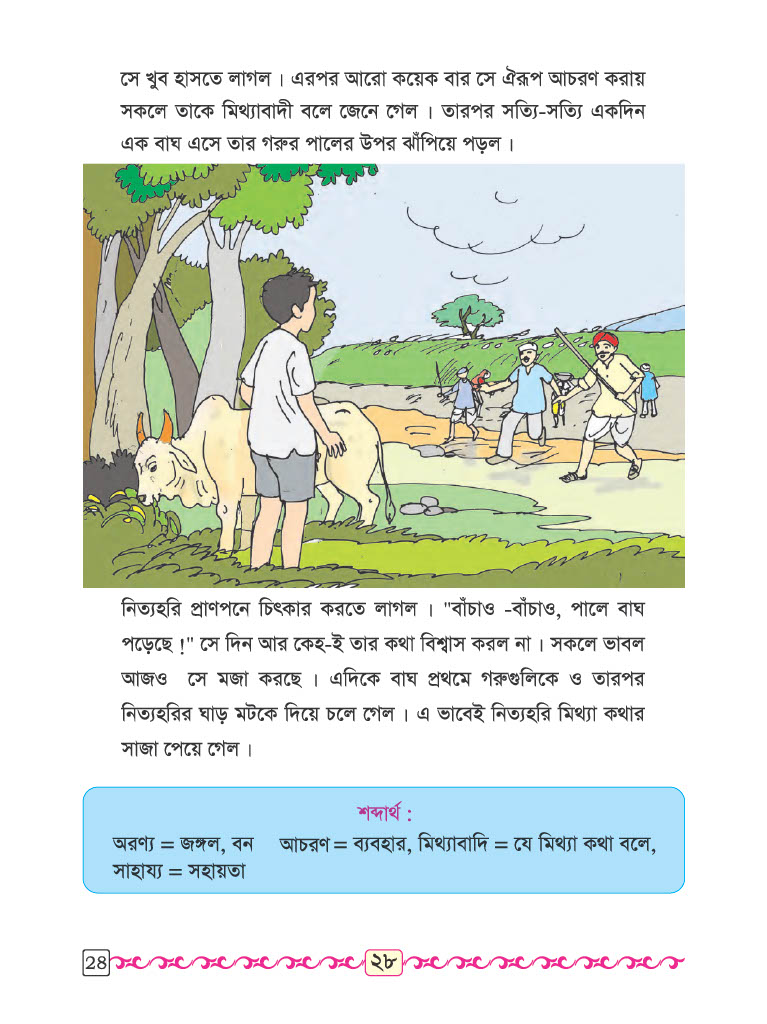 সে খুব হাসতে লাগল । এরপর আরো কয়েক বার সে ঐরূপ আচরণ করায়
সকলে তাকে মিথ্যাবাদী বলে জেনে গেল । তারপর সত্যি-সত্যি একদিন
এক বাঘ এসে তার গরুর পালের উপর ঝাঁপিয়ে পড়ল ।
নিত্যহরি প্রাণপনে চিৎকার করতে লাগল । "বাঁচাও -বাঁচাও, পালে বাঘ
পড়েছে !" সে দিন আর কেহ-ই তার কথা বিশ্বাস করল না । সকলে ভাবল
আজও সে মজা করছে । এদিকে বাঘ প্রথমে গরুগুলিকে ও তারপর
নিত্যহরির ঘাড় মটকে দিয়ে চলে গেল । এ ভাবেই নিত্যহরি মিথ্যা কথার
সাজা পেয়ে গেল ।
শব্দার্থ :
অরণ্য = জঙ্গল, বন আচরণ = ব্যবহার, মিথ্যাবাদি = যে মিথ্যা কথা বলে,
সাহায্য = সহায়তা
28 ২৮